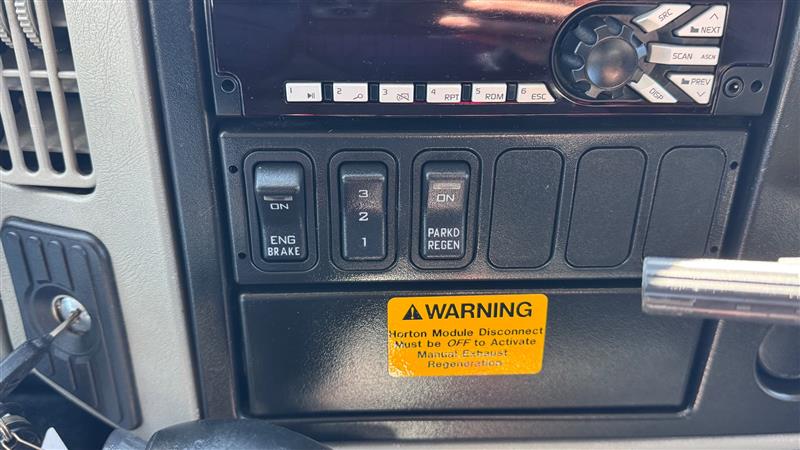 SRC
NEXT
SCAN ASCN
PREV
DISP
1
2
3
4 RPT
5 RDM
6 ESC
ON
ENG
BRAKE
3
2
1
ON
PARKD
REGEN
WARNING
Horton Module Disconnect
Must be OFF to Activate
Manual Exhaust
Regeneration